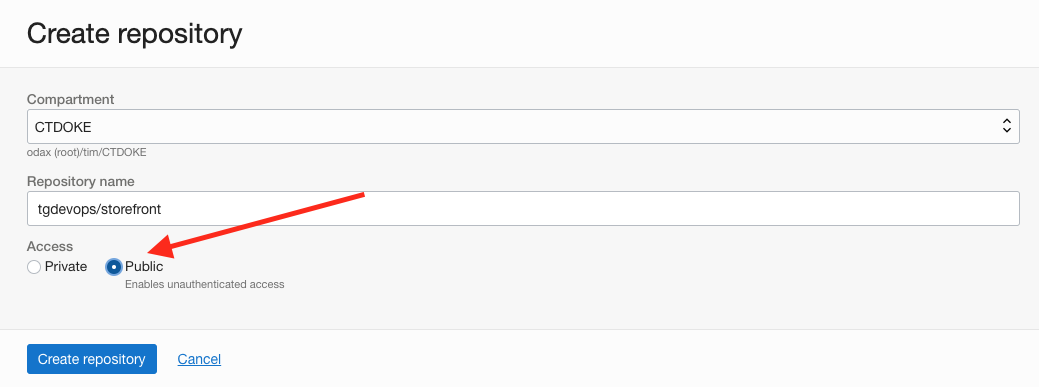 Create repository
Compartment
CTDOKE
odax (root)/tim/CTDOKE
Repository name
tgdevops/storefront
Access
Private Public
Enables unauthenticated access
Create repository Cancel